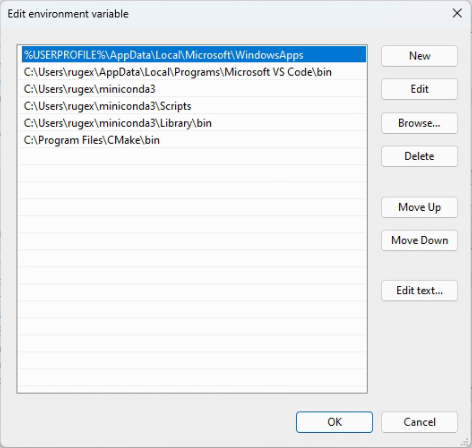 Edit environment variable
%USERPROFILE%\AppData\Local\Microsoft\WindowsApps
New
C:\Users\rugex\AppData\Local\Programs\Microsoft VS Code\bin
C:\Users\rugex\miniconda3
Edit
C:\Users\rugex\miniconda3\Scripts
C:\Users\rugex\miniconda3\Library\bin
Browse...
C:\Program Files\CMake\bin
Delete
Move Up
Move Down
Edit text...
OK
Cancel